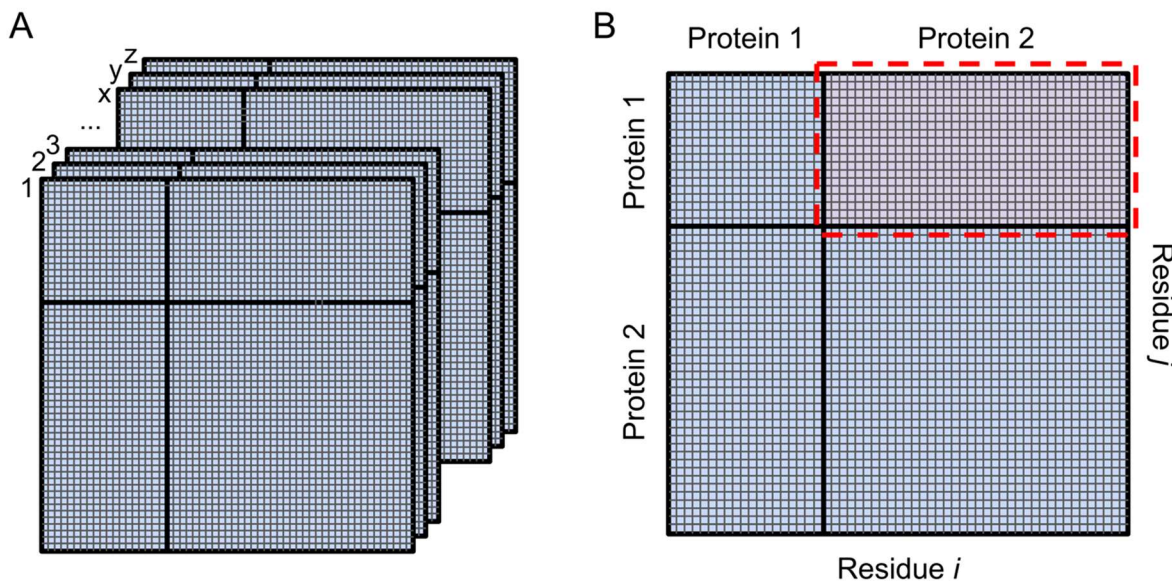 A
z
y
x
...
3
2
1
B
Protein 1
Protein 2
Protein 1
Protein 2
Residue j
Residue i